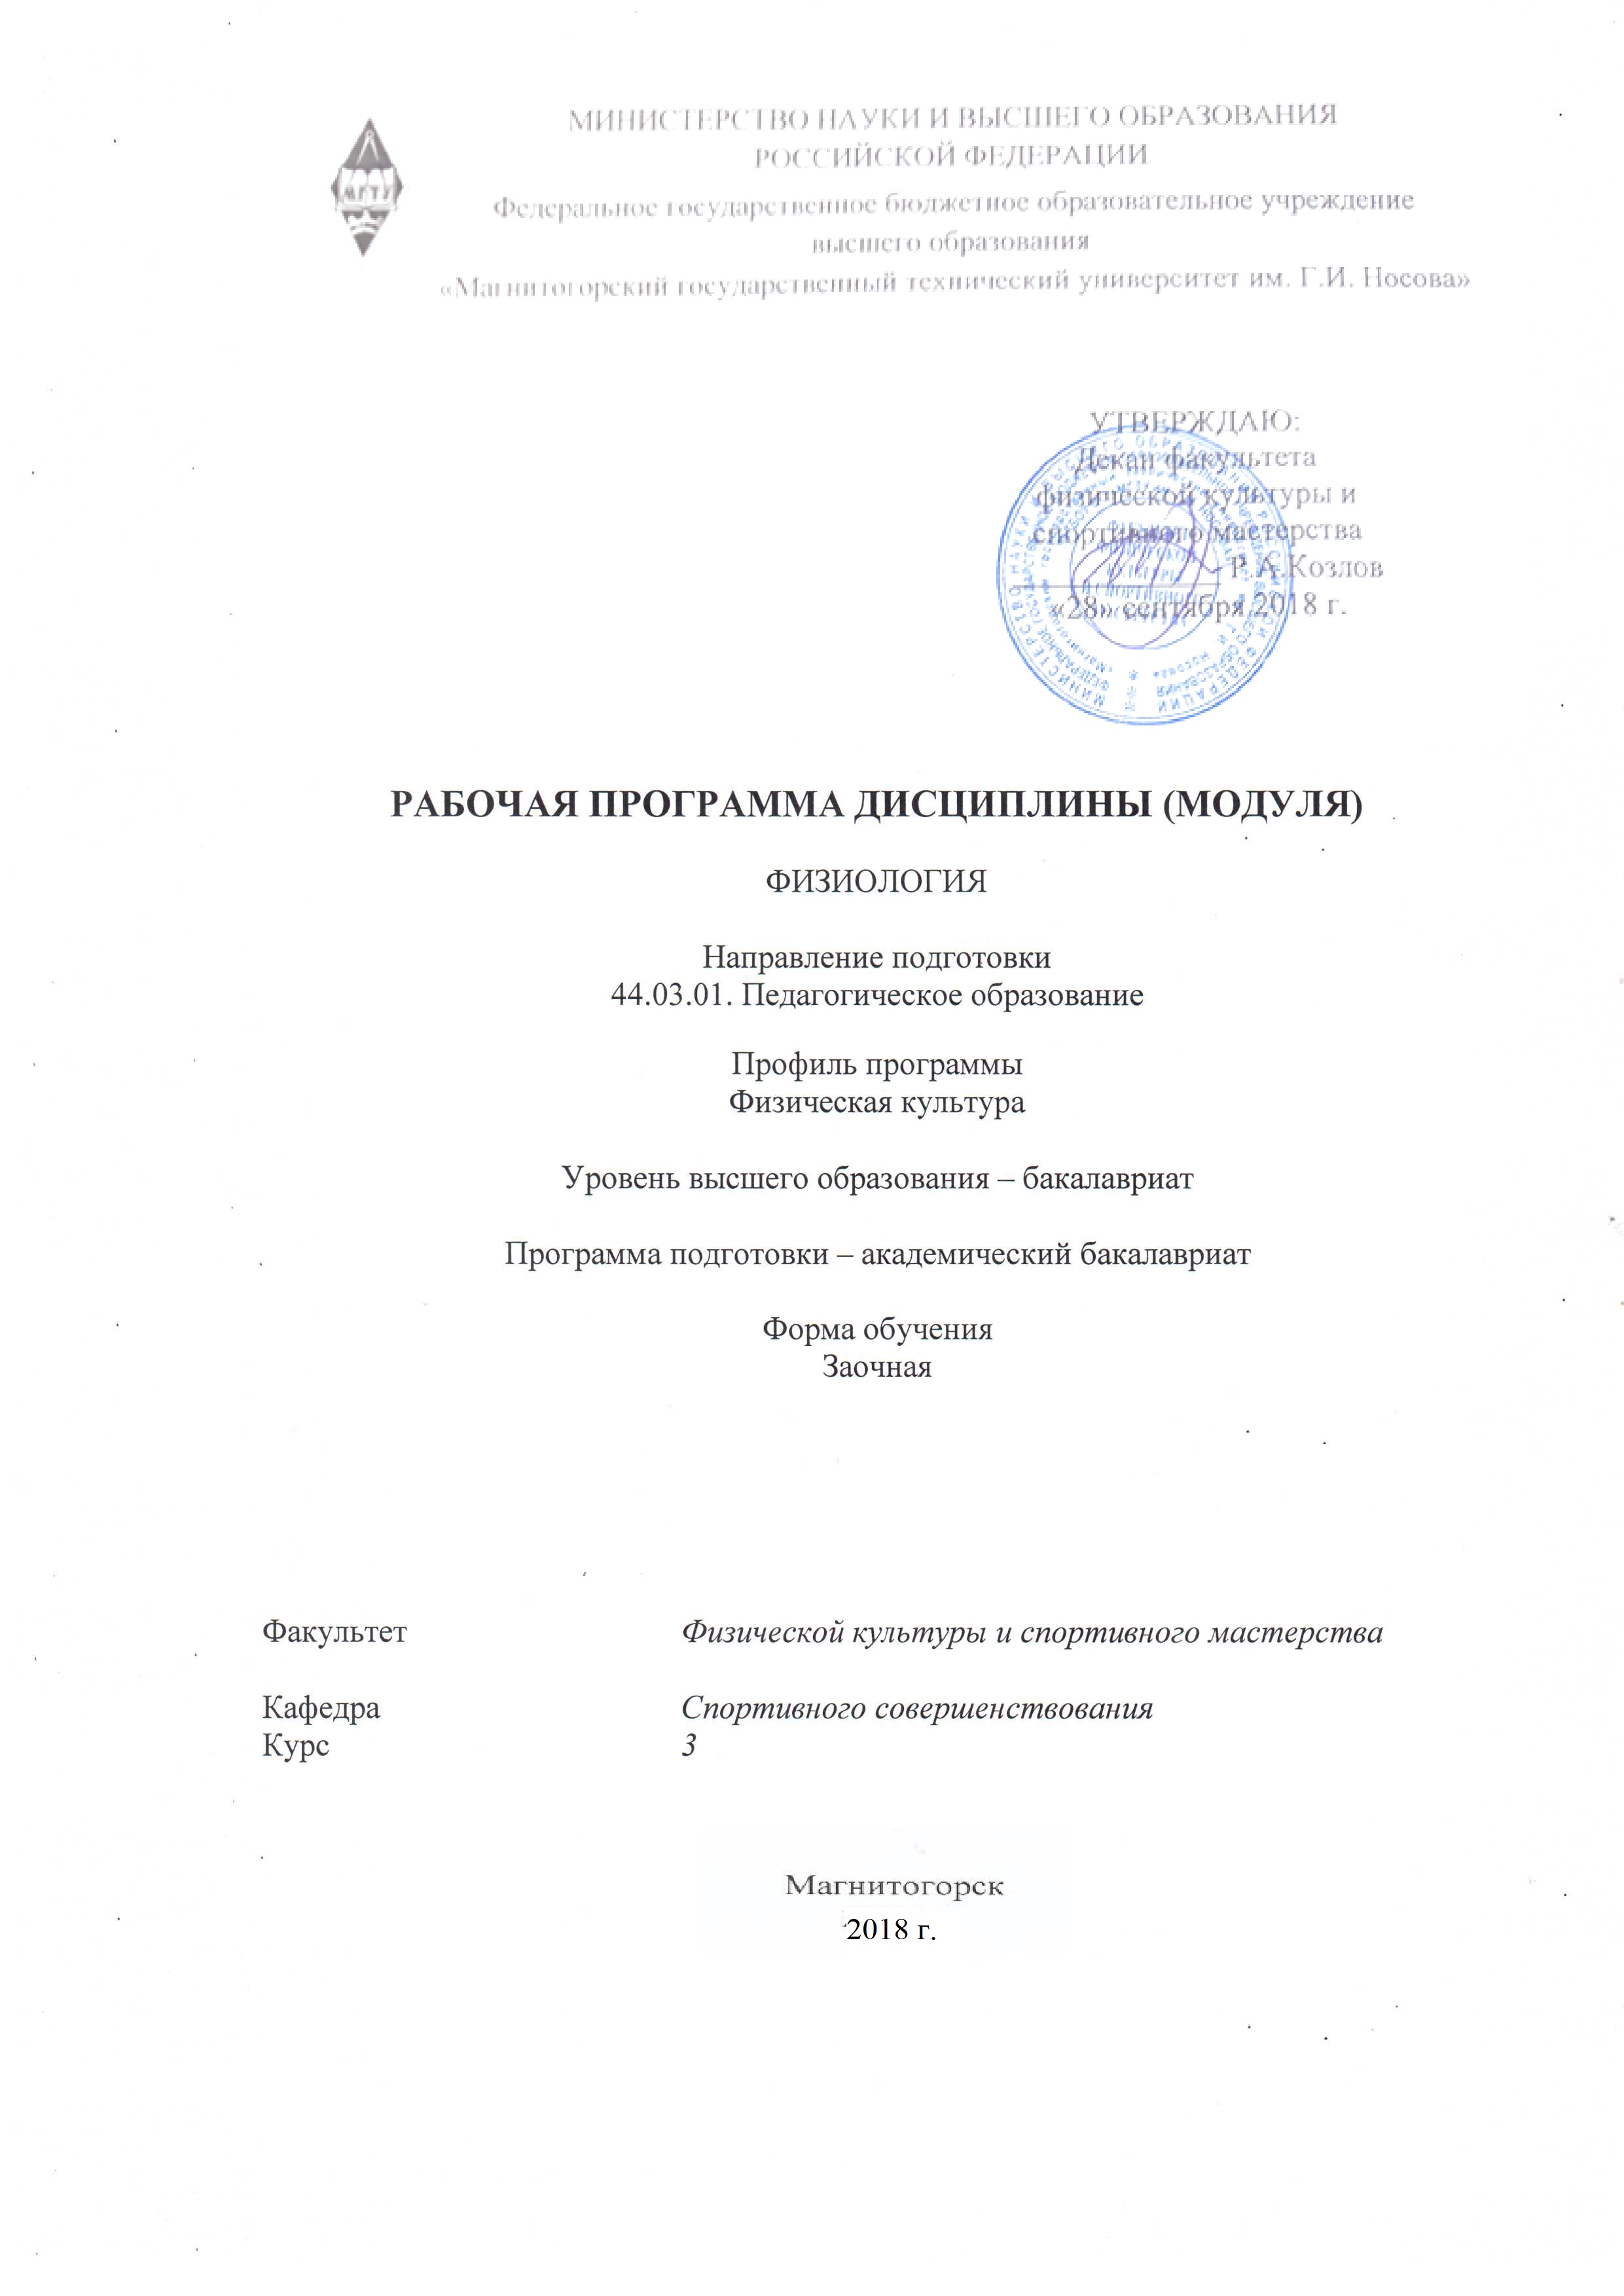 МИНИСТЕРСТВО НАУКИ И ВЫСШЕГО ОБРАЗОВАНИЯ
РОССИЙСКОЙ ФЕДЕРАЦИИ
Федеральное государственное бюджетное образовательное учреждение
высшего образования
«Магнитогорский государственный технический университет им. Г.И. Носова»
МГТУ
УТВЕРЖДАЮ:
Декан факультета
физической культуры и
спортивного мастерства
Р.А.Козлов
«28» сентября 2018 г.
РАБОЧАЯ ПРОГРАММА ДИСЦИПЛИНЫ (МОДУЛЯ)
ФИЗИОЛОГИЯ
Направление подготовки
44.03.01. Педагогическое образование
Профиль программы
Физическая культура
Уровень высшего образования – бакалавриат
Программа подготовки – академический бакалавриат
Форма обучения
Заочная
Факультет Физической культуры и спортивного мастерства
Кафедра Спортивного совершенствования
Курс 3
Магнитогорск
2018 г.